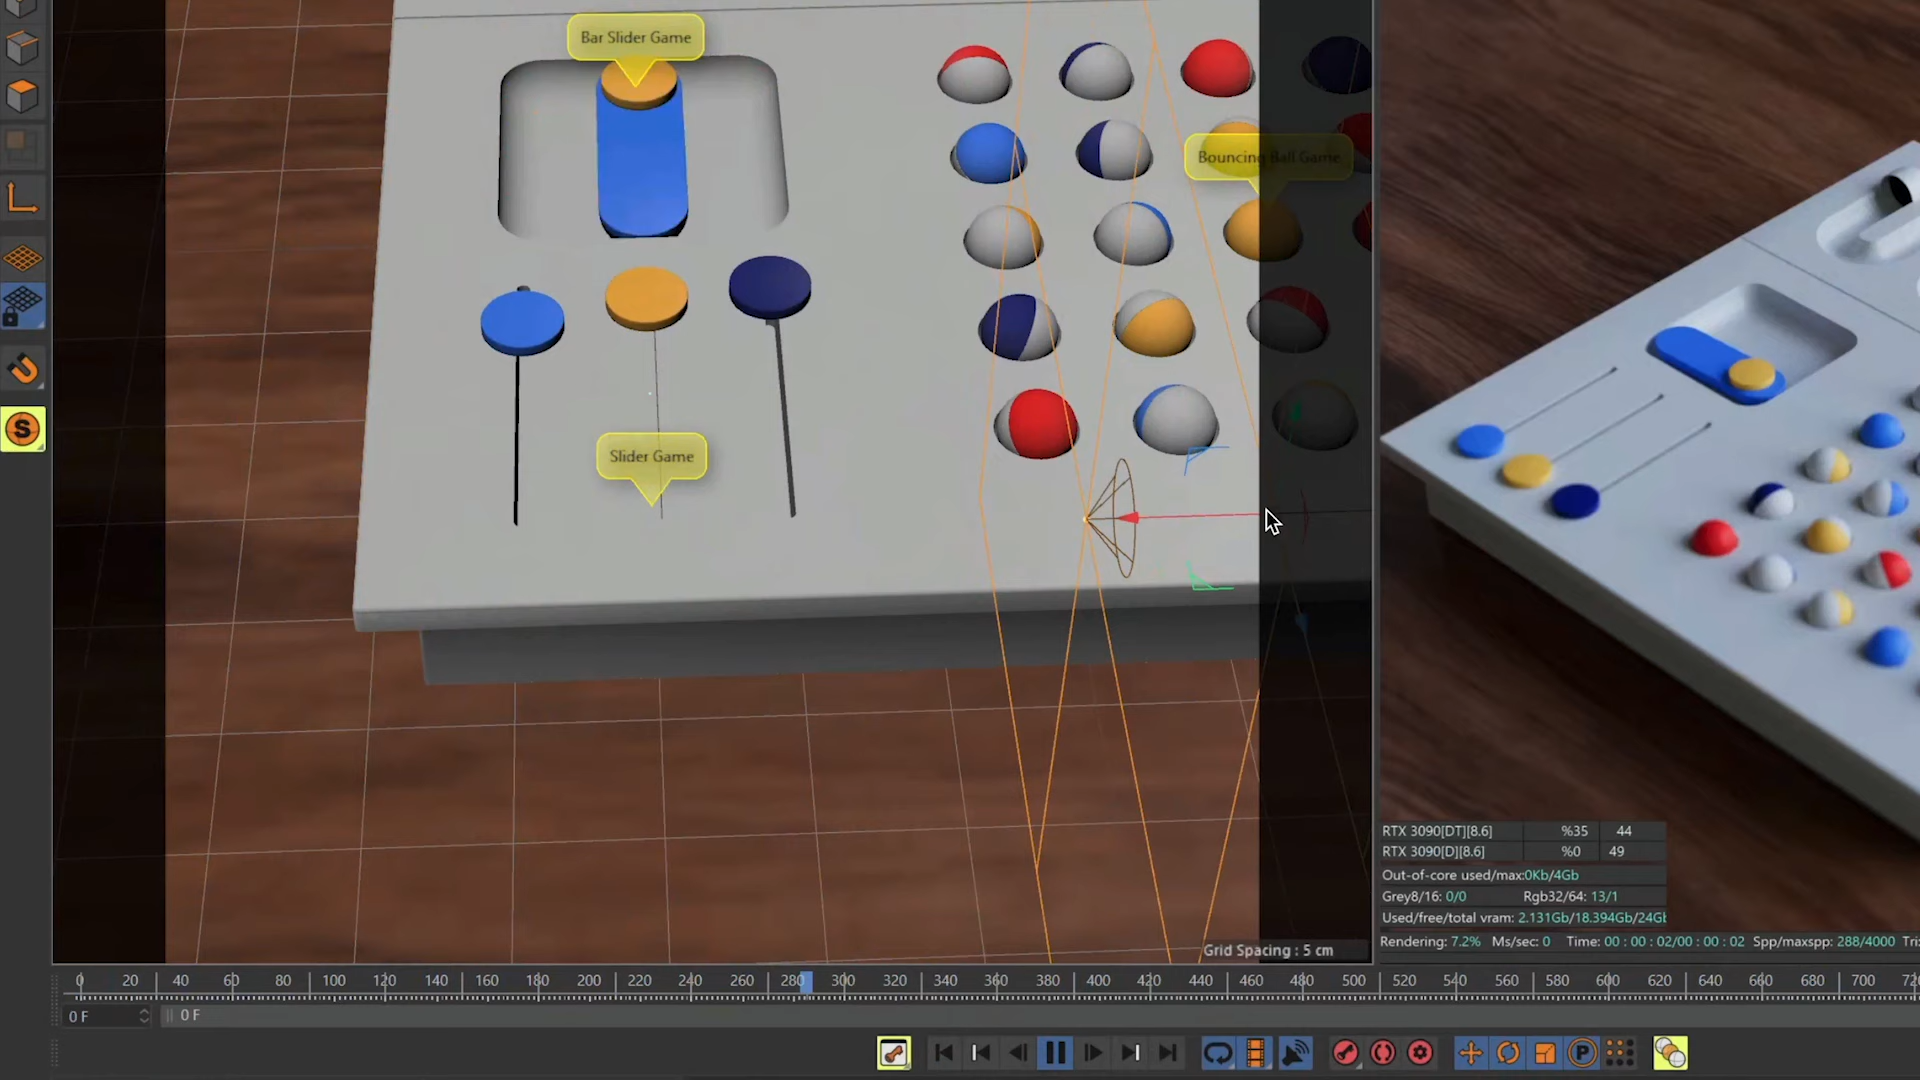 Bar Slider Game
Bouncing Ball Game
Slider Game
S
RTX 3090[DT][8.6] %35 44
RTX 3090[D][8.6] %0 49
Out-of-core used/max:0Kb/4Gb
Grey8/16: 0/0 Rgb32/64: 13/1
Used/free/total vram: 2.131Gb/18.394Gb/24Gb
Rendering: 7.2% Ms/sec: 0 Time: 00 : 00 : 02/00 : 00 : 02 Spp/maxspp: 288/4000 Tri
Grid Spacing : 5 cm
0 20 40 60 80 100 120 140 160 180 200 220 240 260 280 300 320 340 360 380 400 420 440 460 480 500 520 540 560 580 600 620 640 660 680 700 72
0 F 0 F
P